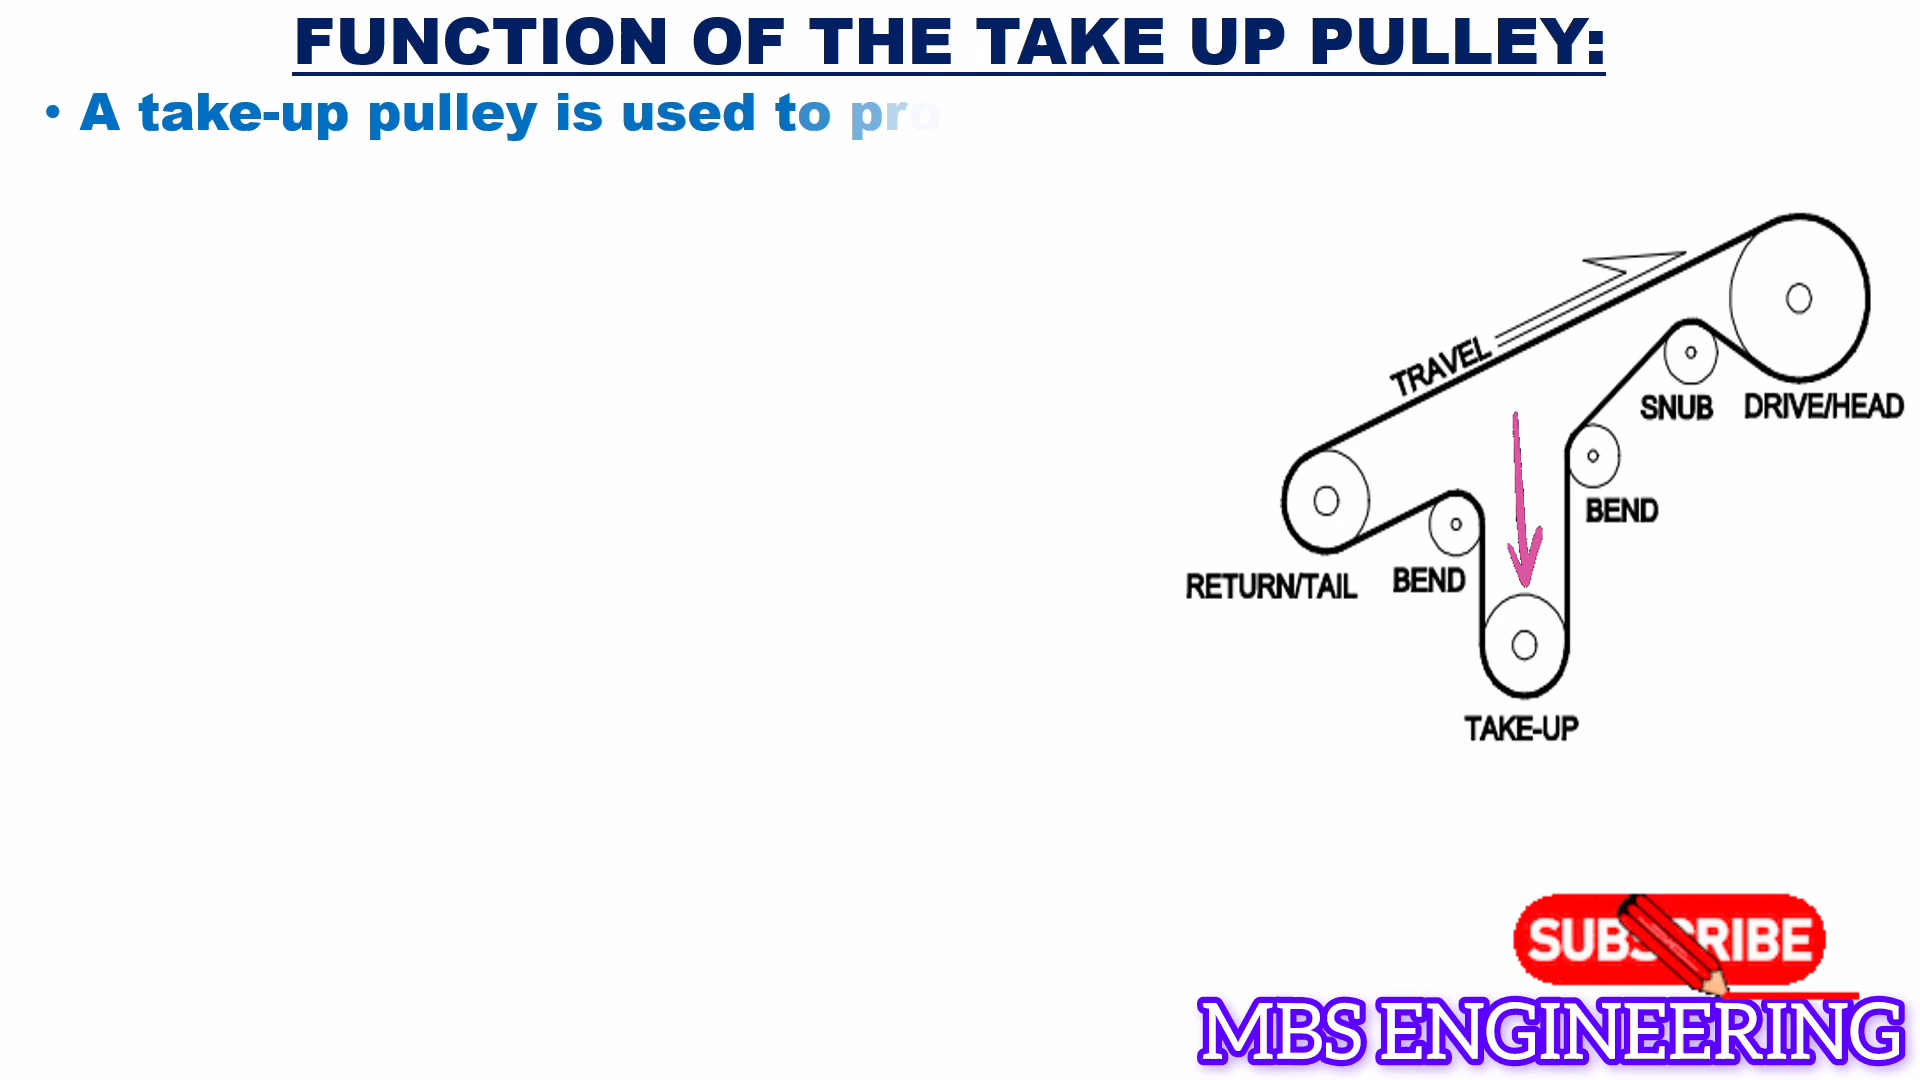 FUNCTION OF THE TAKE UP PULLEY:
• A take-up pulley is used to pro
TRAVEL
SNUB
DRIVE/HEAD
BEND
RETURN/TAIL
BEND
TAKE-UP
SUBSCRIBE
MBS ENGINEERING